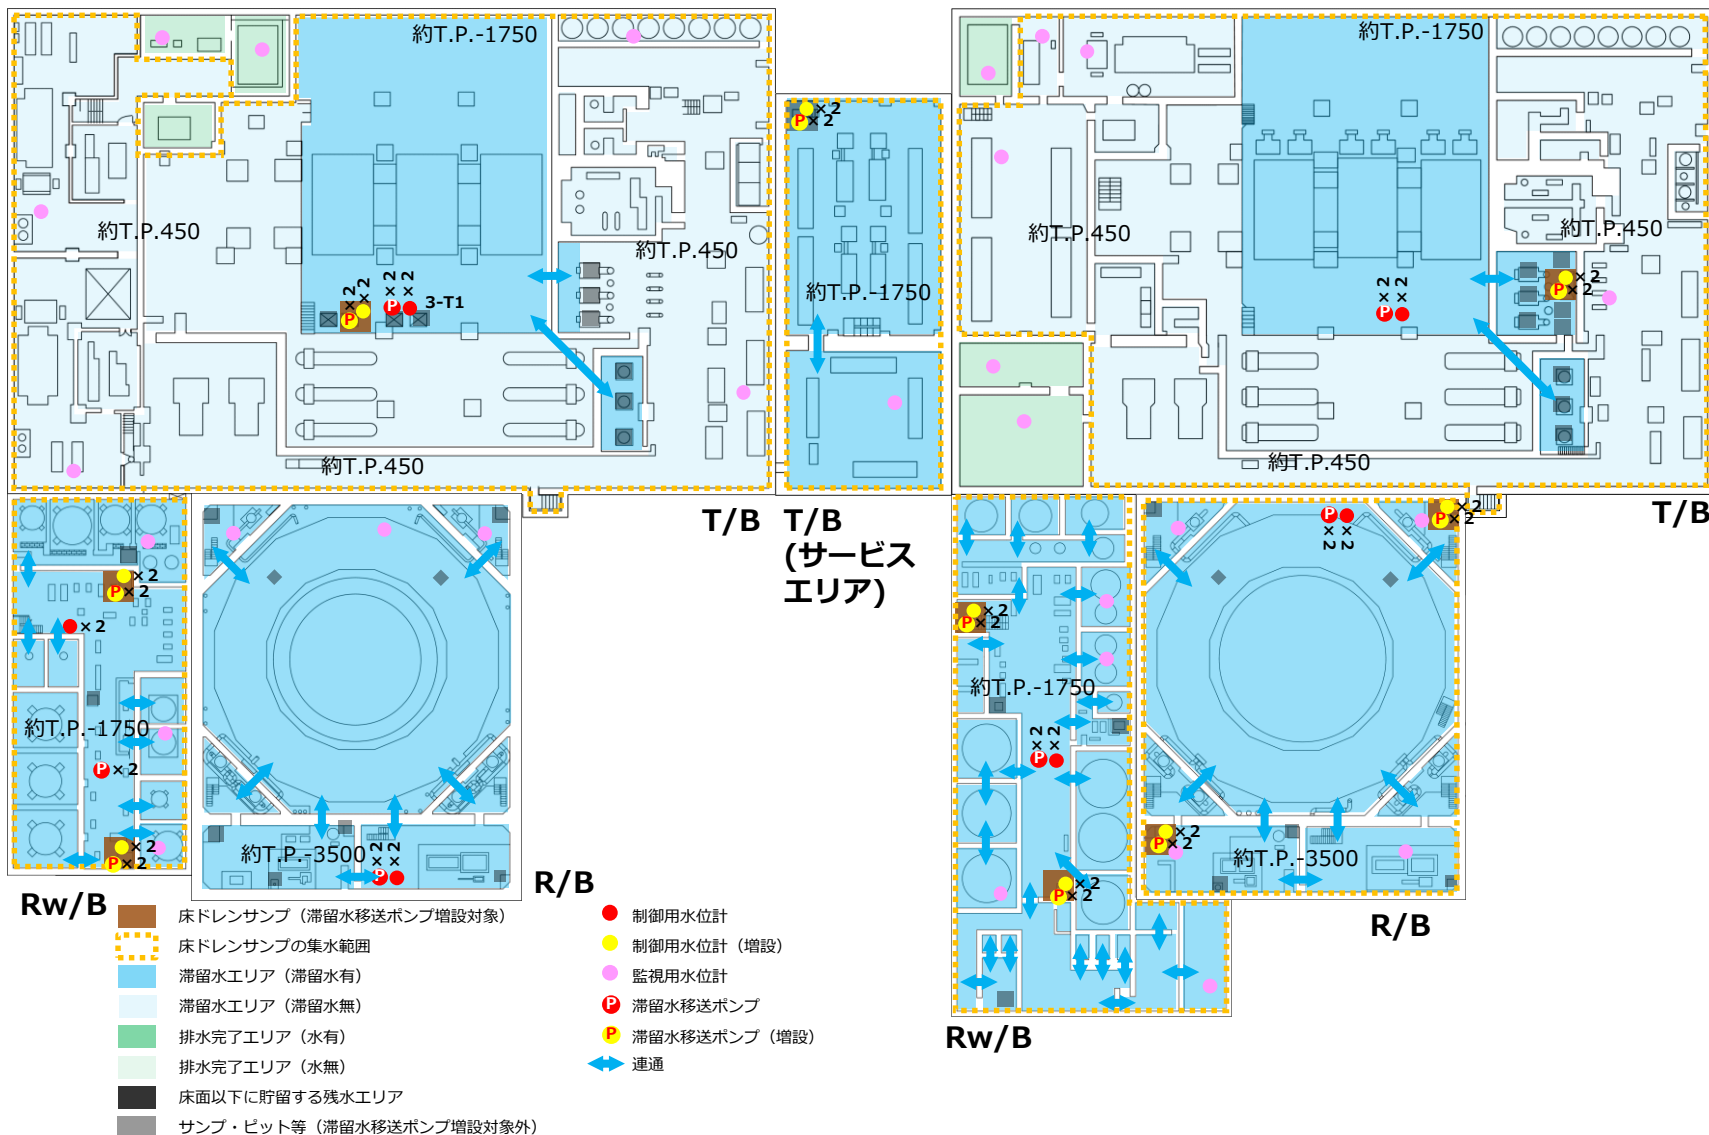 約T.P.-1750
約T.P.-1750
×2
P×2
約T.P.450
約T.P.450
約T.P.450
約T.P.450
×2
×2
×2
×2
P
P
3-T1
約T.P.-1750
×2
×2
P
×2
P×2
約T.P.450
約T.P.450
T/B
T/B
(サービス
エリア)
T/B
×2
P×2
×2
P×2
×2
P
×2
×2
×2
P×2
約T.P.-1750
約T.P.-1750
×2
×2
P
P×2
×2
P×2
×2
P×2
約T.P.-3500
約T.P.-3500
×2
×2
P
×2
P×2
Rw/B
R/B
R/B
Rw/B
床ドレンサンプ（滞留水移送ポンプ増設対象）
床ドレンサンプの集水範囲
滞留水エリア（滞留水有）
滞留水エリア（滞留水無）
排水完了エリア（水有）
排水完了エリア（水無）
床面以下に貯留する残水エリア
サンプ・ピット等（滞留水移送ポンプ増設対象外）
制御用水位計
制御用水位計（増設）
監視用水位計
P 滞留水移送ポンプ
P 滞留水移送ポンプ（増設）
連通